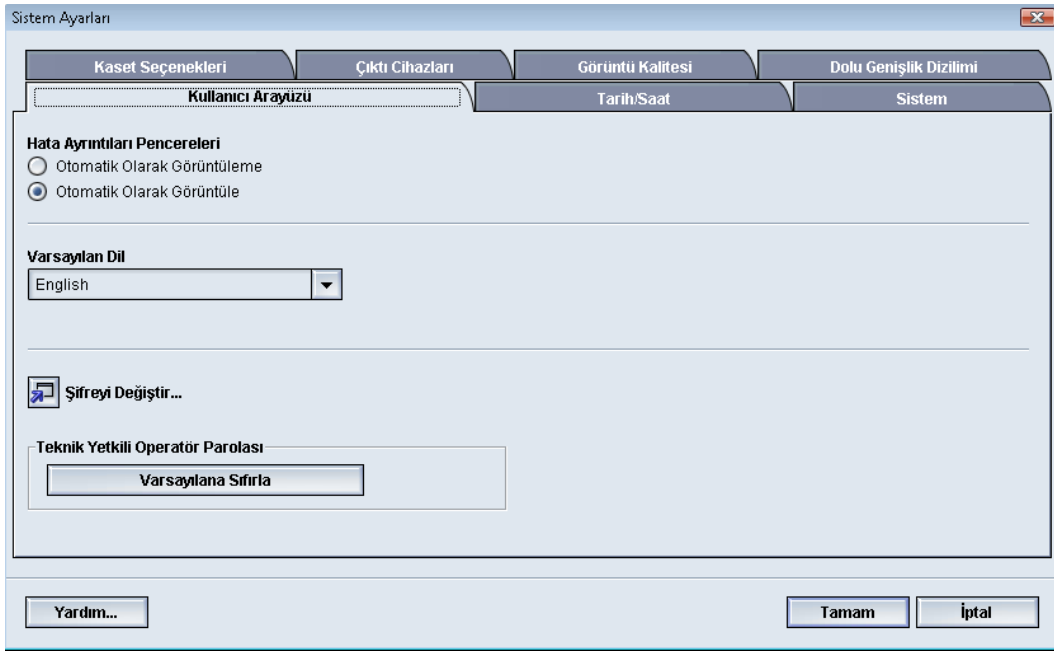 Sistem Ayarları
Kaset Seçenekleri
Çıktı Cihazları
Görüntü Kalitesi
Dolu Genişlik Dizilimi
Kullanıcı Arayüzü
Tarih/Saat
Sistem
Hata Ayrıntıları Pencereleri
Otomatik Olarak Görüntüleme
Otomatik Olarak Görüntüle
Varsayılan Dil
English
Şifreyi Değiştir...
Teknik Yetkili Operatör Parolası
Varsayılana Sıfırla
Yardım...
Tamam
İptal